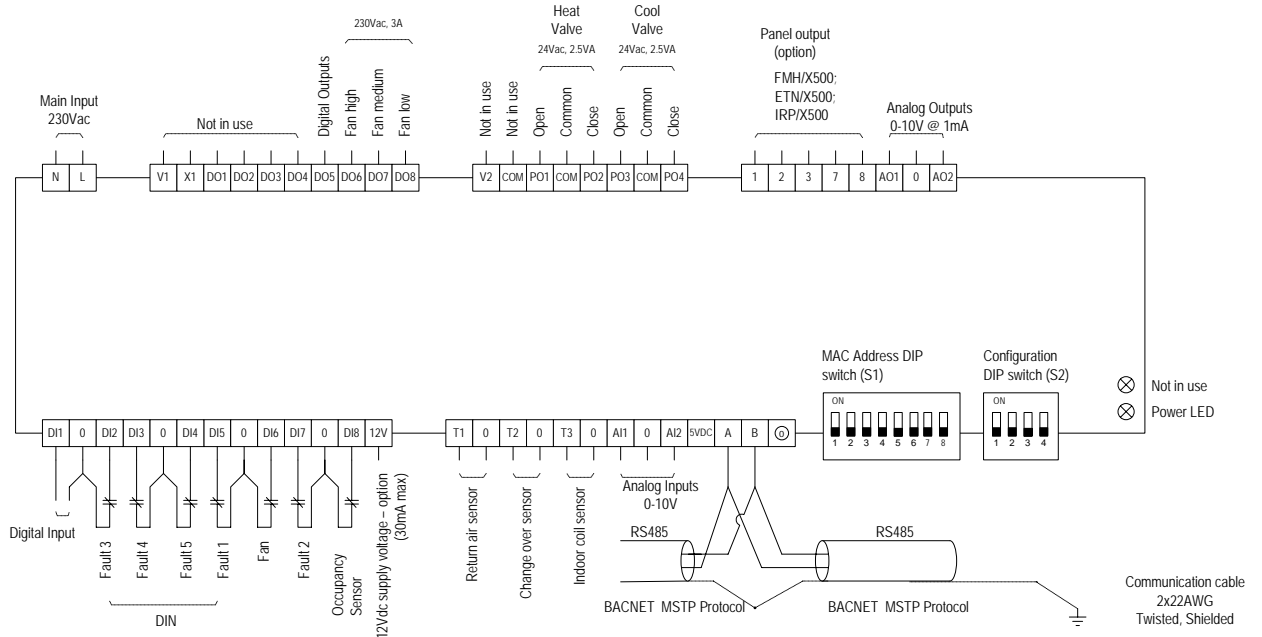 Heat
Valve
24Vac, 2.5VA
Cool
Valve
24Vac, 2.5VA
230Vac, 3A
Panel output
(option)
FMH/X500;
ETN/X500;
IRP/X500
Analog Outputs
0-10V @ 1mA
Main Input
230Vac
Not in use
Digital Outputs
Fan high
Fan medium
Fan low
Not in use
Not in use
Open
Common
Close
Open
Common
Close
N L
V1 X1 DO1 DO2 DO3 DO4 DO5 DO6 DO7 DO8
V2 COM PO1 COM PO2 PO3 COM PO4
1 2 3 7 8 AO1 0 AO2
MAC Address DIP
switch (S1)
ON
1 2 3 4 5 6 7 8
Configuration
DIP switch (S2)
ON
1 2 3 4
Not in use
Power LED
DI1 0 DI2 DI3 0 DI4 DI5 0 DI6 DI7 0 DI8 12V
T1 0 T2 0 T3 0 AI1 0 AI2 5VDC A B
Digital Input
Fault 3
Fault 4
Fault 5
Fault 1
Fan
Fault 2
Occupancy
Sensor
12Vdc supply voltage – option
(30mA max)
DIN
Return air sensor
Change over sensor
Indoor coil sensor
Analog Inputs
0-10V
RS485
RS485
BACNET MSTP Protocol
BACNET MSTP Protocol
Communication cable
2x22AWG
Twisted, Shielded